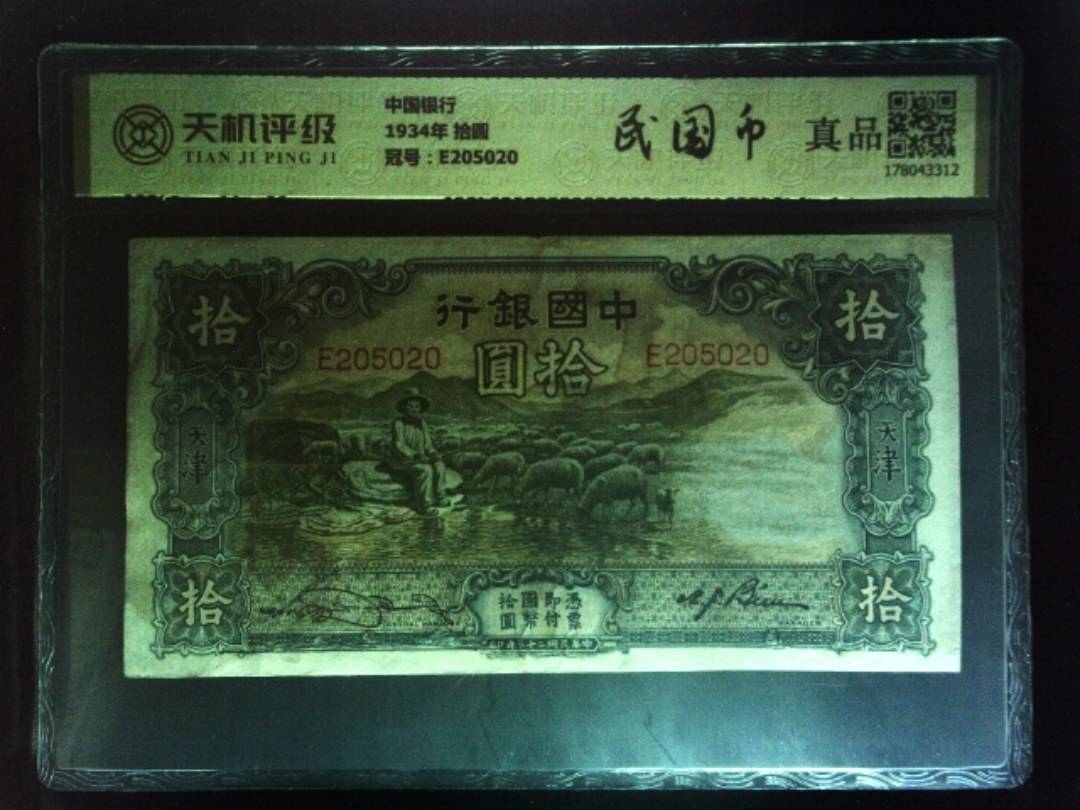 天机评级
TIAN JI PING JI
中国银行
1934年 拾圆
冠号：E205020
民国币
真品
178043312
拾
行銀國中
拾
E205020
圓拾
E205020
天津
天津
拾
憑票
即付
國幣
拾圓
拾